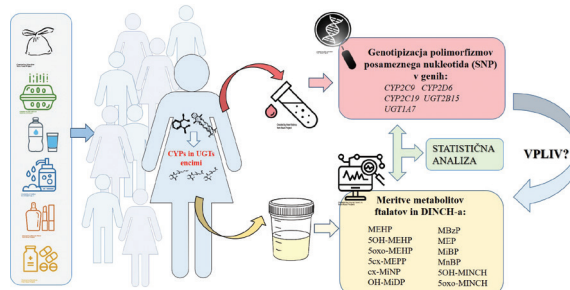 CYPs in UGTs
encimi
Genotipizacija polimorfizmov
posameznega nukleotida (SNP)
v genih:
CYP2C9 CYP2D6
CYP2C19 UGT2B15
UGT1A7
STATISTIČNA
ANALIZA
VPLIV?
Meritve metabolitov
ftalatov in DINCH-a:
MEHP MBzP
5OH-MEHP MEP
5oxo-MEHP MiBP
5cx-MEPP MnBP
cx-MiNP 5OH-MINCH
OH-MiDP 5oxo-MINCH